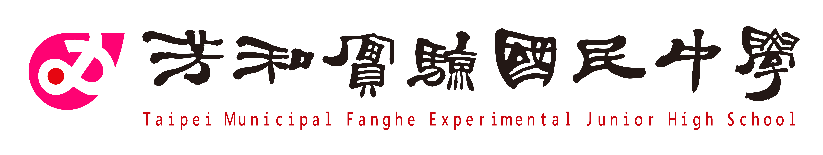 芳和實驗國民中學
Taipei Municipal Fanghe Experimental Junior High School